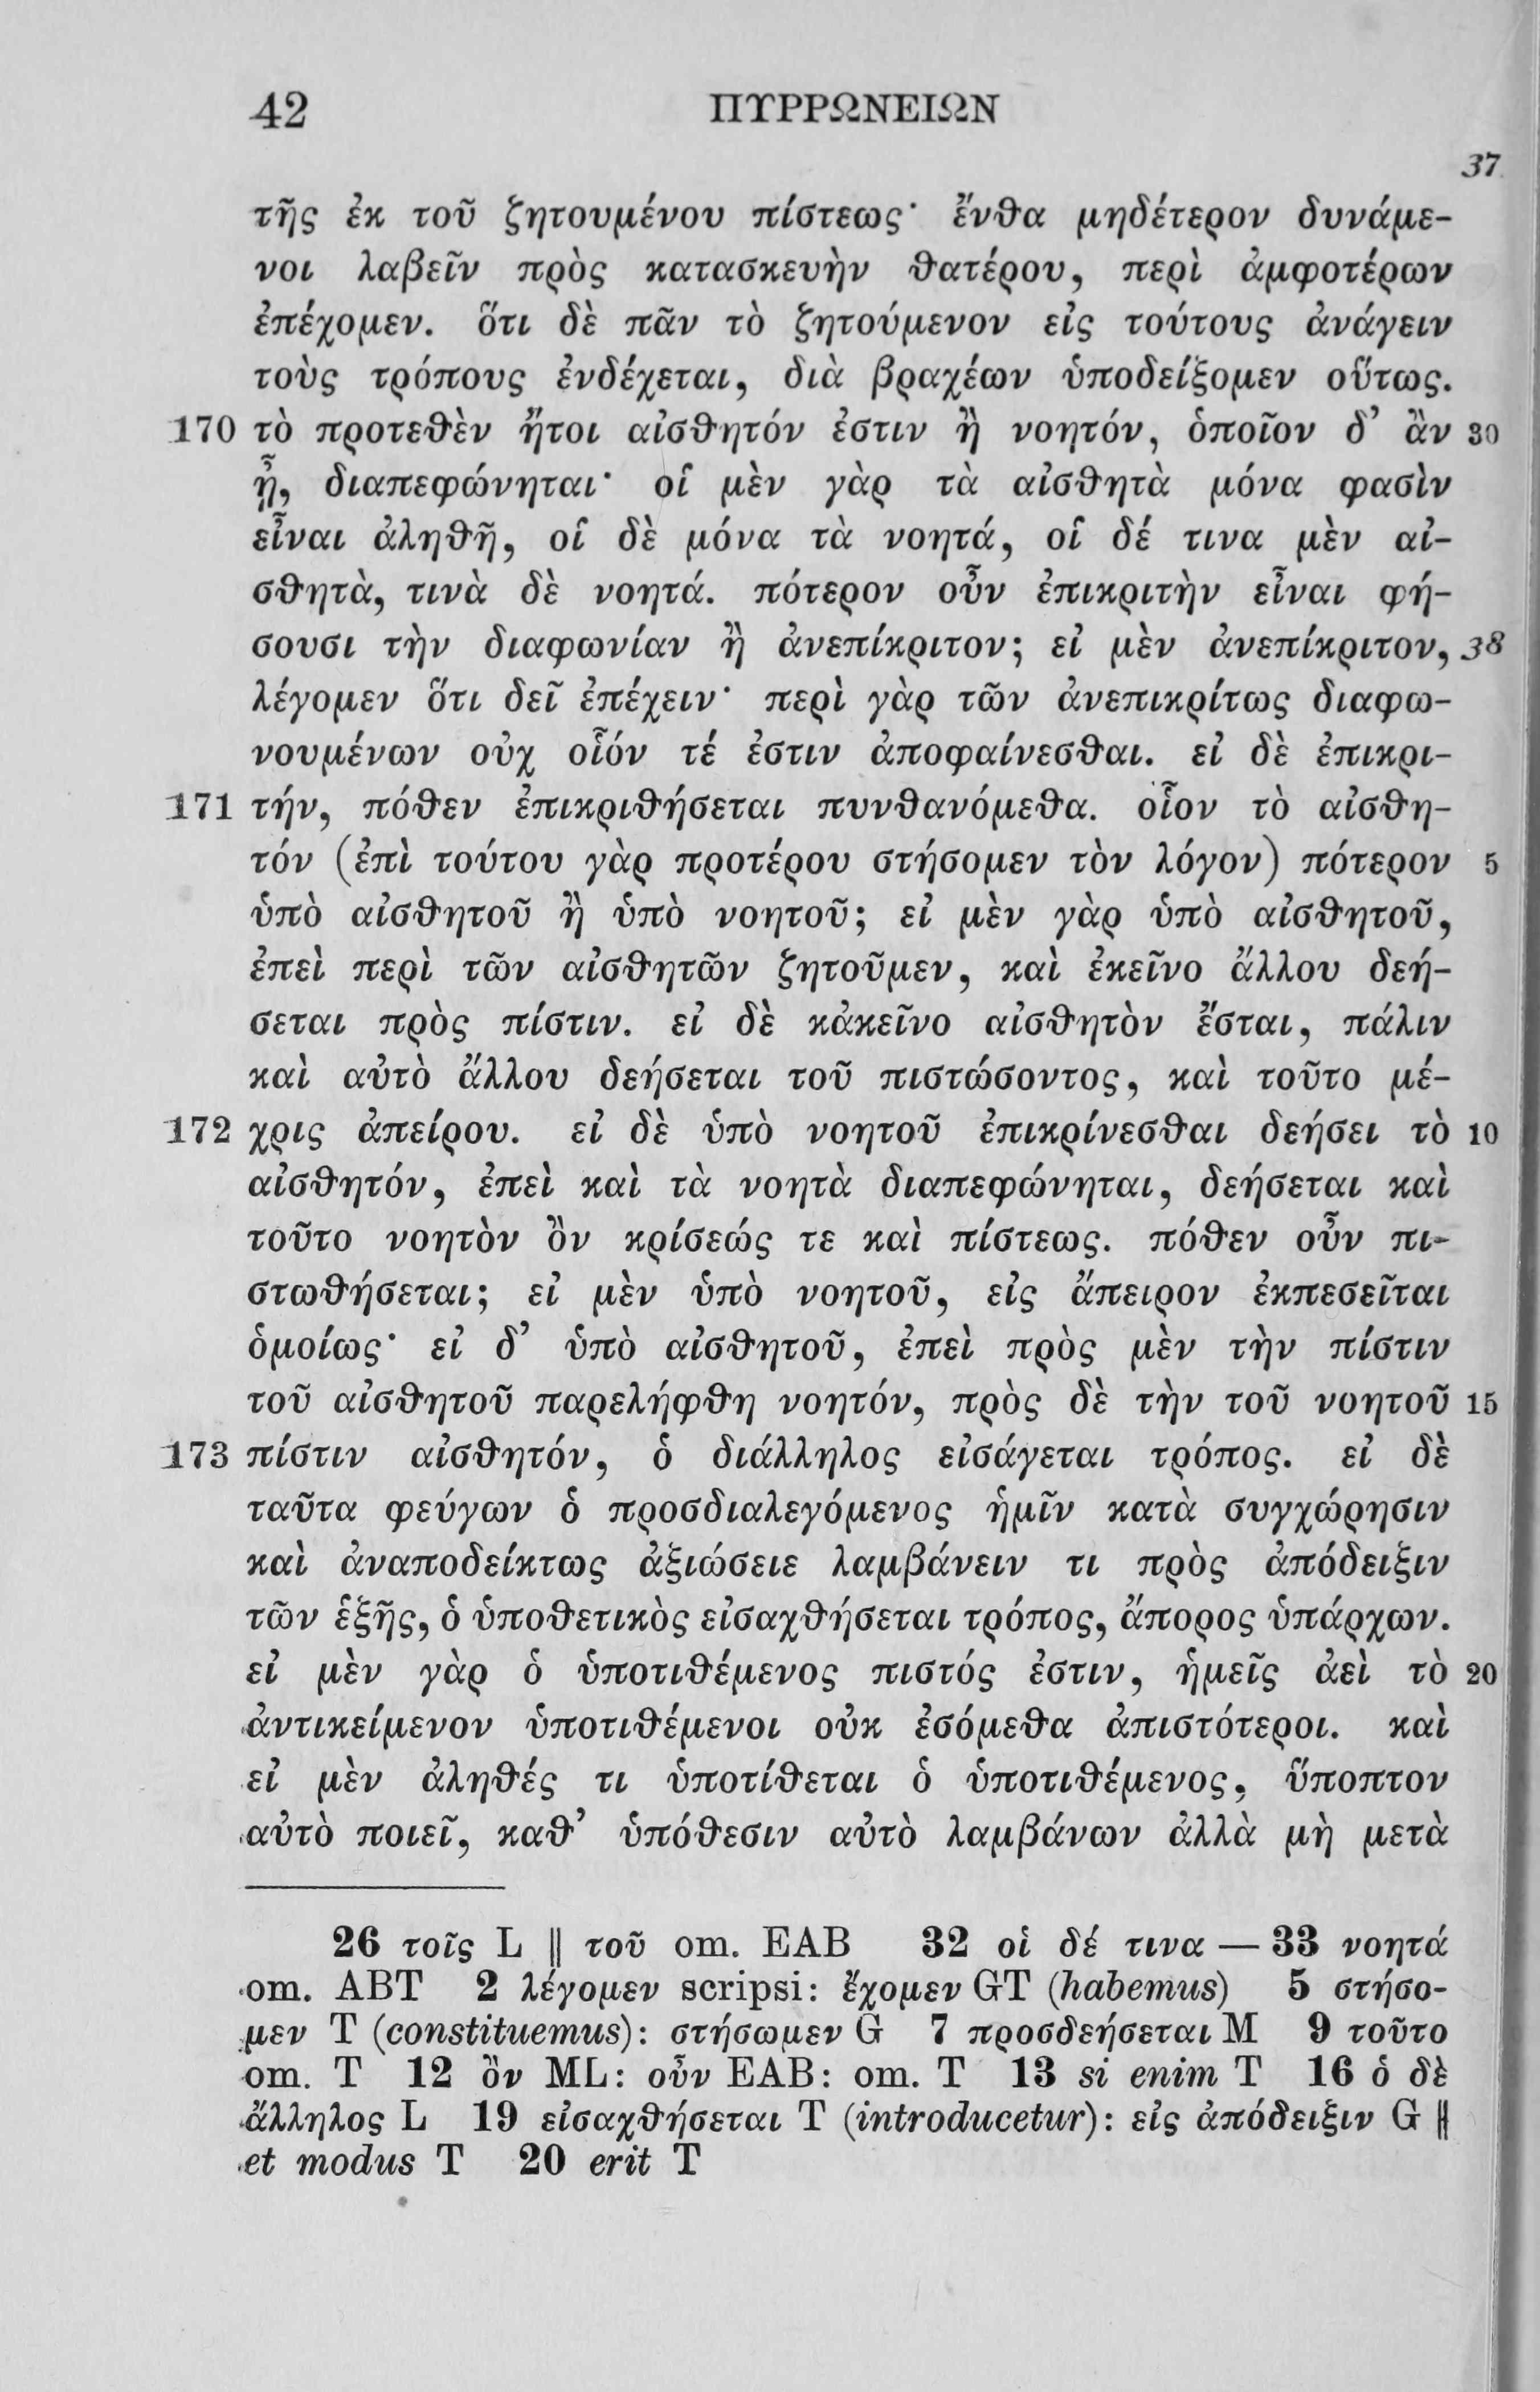 42 ΠΥΡΡΩΝΕΙΩΝ
37
τῆς ἐκ τοῦ ζητουμένου πίστεως· ἔνθα μηδέτερον δυνάμε-
νοι λαβεῖν πρὸς κατασκευὴν θατέρου, περὶ ἀμφοτέρων
ἐπέχομεν. ὅτι δὲ πᾶν τὸ ζητούμενον εἰς τούτους ἀνάγειν
τοὺς τρόπους ἐνδέχεται, διὰ βραχέων ὑποδείξομεν οὕτως.
170 τὸ προτεθὲν ἤτοι αἰσθητόν ἐστιν ἢ νοητόν, ὁποῖον δ’ ἂν 30
ᾖ, διαπεφώνηται· οἱ μὲν γὰρ τὰ αἰσθητὰ μόνα φασὶν
εἶναι ἀληθῆ, οἱ δὲ μόνα τὰ νοητά, οἱ δέ τινα μὲν αἰ-
σθητὰ, τινὰ δὲ νοητά. πότερον οὖν ἐπικριτὴν εἶναι φή-
σουσι τὴν διαφωνίαν ἢ ἀνεπίκριτον; εἰ μὲν ἀνεπίκριτον, 38
λέγομεν ὅτι δεῖ ἐπέχειν· περὶ γὰρ τῶν ἀνεπικρίτως διαφω-
νουμένων οὐχ οἷόν τέ ἐστιν ἀποφαίνεσθαι. εἰ δὲ ἐπικρι-
171 τήν, πόθεν ἐπικριθήσεται πυνθανόμεθα. οἷον τὸ αἰσθη-
τόν (ἐπὶ τούτου γὰρ προτέρου στήσομεν τὸν λόγον) πότερον 5
ὑπὸ αἰσθητοῦ ἢ ὑπὸ νοητοῦ; εἰ μὲν γὰρ ὑπὸ αἰσθητοῦ,
ἐπεὶ περὶ τῶν αἰσθητῶν ζητοῦμεν, καὶ ἐκεῖνο ἄλλου δεή-
σεται πρὸς πίστιν. εἰ δὲ κἀκεῖνο αἰσθητὸν ἔσται, πάλιν
καὶ αὐτὸ ἄλλου δεήσεται τοῦ πιστώσοντος, καὶ τοῦτο μέ-
172 χρις ἀπείρου. εἰ δὲ ὑπὸ νοητοῦ ἐπικρίνεσθαι δεήσει τὸ 10
αἰσθητόν, ἐπεὶ καὶ τὰ νοητὰ διαπεφώνηται, δεήσεται καὶ
τοῦτο νοητὸν ὂν κρίσεώς τε καὶ πίστεως. πόθεν οὖν πι-
στωθήσεται; εἰ μὲν ὑπὸ νοητοῦ, εἰς ἄπειρον ἐκπεσεῖται
ὁμοίως· εἰ δ’ ὑπὸ αἰσθητοῦ, ἐπεὶ πρὸς μὲν τὴν πίστιν
τοῦ αἰσθητοῦ παρελήφθη νοητόν, πρὸς δὲ τὴν τοῦ νοητοῦ 15
173 πίστιν αἰσθητόν, ὁ διάλληλος εἰσάγεται τρόπος. εἰ δὲ
ταῦτα φεύγων ὁ προσδιαλεγόμενος ἡμῖν κατὰ συγχώρησιν
καὶ ἀναποδείκτως ἀξιώσειε λαμβάνειν τι πρὸς ἀπόδειξιν
τῶν ἑξῆς, ὁ ὑποθετικὸς εἰσαχθήσεται τρόπος, ἄπορος ὑπάρχων.
εἰ μὲν γὰρ ὁ ὑποτιθέμενος πιστός ἐστιν, ἡμεῖς ἀεὶ τὸ 20
ἀντικείμενον ὑποτιθέμενοι οὐκ ἐσόμεθα ἀπιστότεροι. καὶ
εἰ μὲν ἀληθές τι ὑποτίθεται ὁ ὑποτιθέμενος, ὕποπτον
αὐτὸ ποιεῖ, καθ’ ὑπόθεσιν αὐτὸ λαμβάνων ἀλλὰ μὴ μετὰ
26 τοῖς L ‖ τοῦ om. EAB 32 οἱ δέ τινα — 33 νοητά
om. ABT 2 λέγομεν scripsi: ἔχομεν GT (habemus) 5 στήσο-
μεν T (constituemus): στήσωμεν G 7 προσδεήσεται M 9 τοῦτο
om. T 12 ὂν ML: οὖν EAB: om. T 13 si enim T 16 ὁ δὲ
ἄλληλος L 19 εἰσαχθήσεται T (introducetur): εἰς ἀπόδειξιν G ‖
et modus T 20 erit T